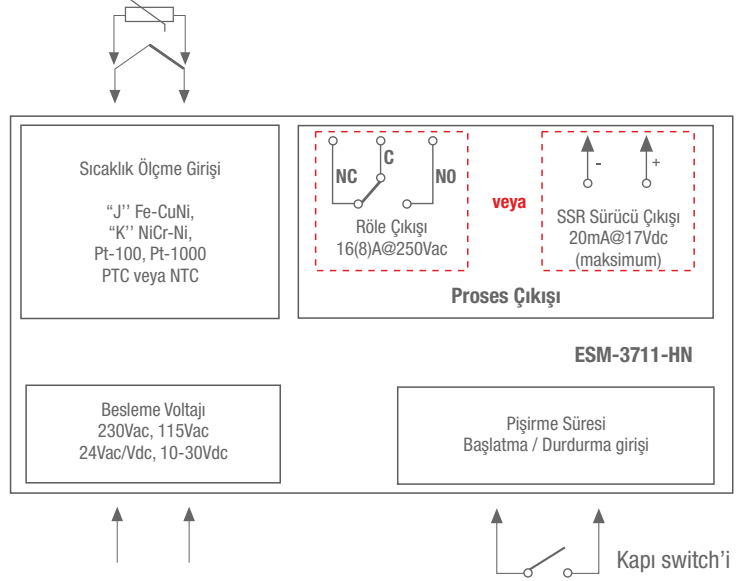 Sıcaklık Ölçme Girişi
“J’’ Fe-CuNi,
“K’’ NiCr-Ni,
Pt-100, Pt-1000
PTC veya NTC
NC
C
NO
Röle Çıkışı
16(8)A@250Vac
veya
-
+
SSR Sürücü Çıkışı
20mA@17Vdc
(maksimum)
Proses Çıkışı
ESM-3711-HN
Besleme Voltajı
230Vac, 115Vac
24Vac/Vdc, 10-30Vdc
Pişirme Süresi
Başlatma / Durdurma girişi
Kapı switch’i